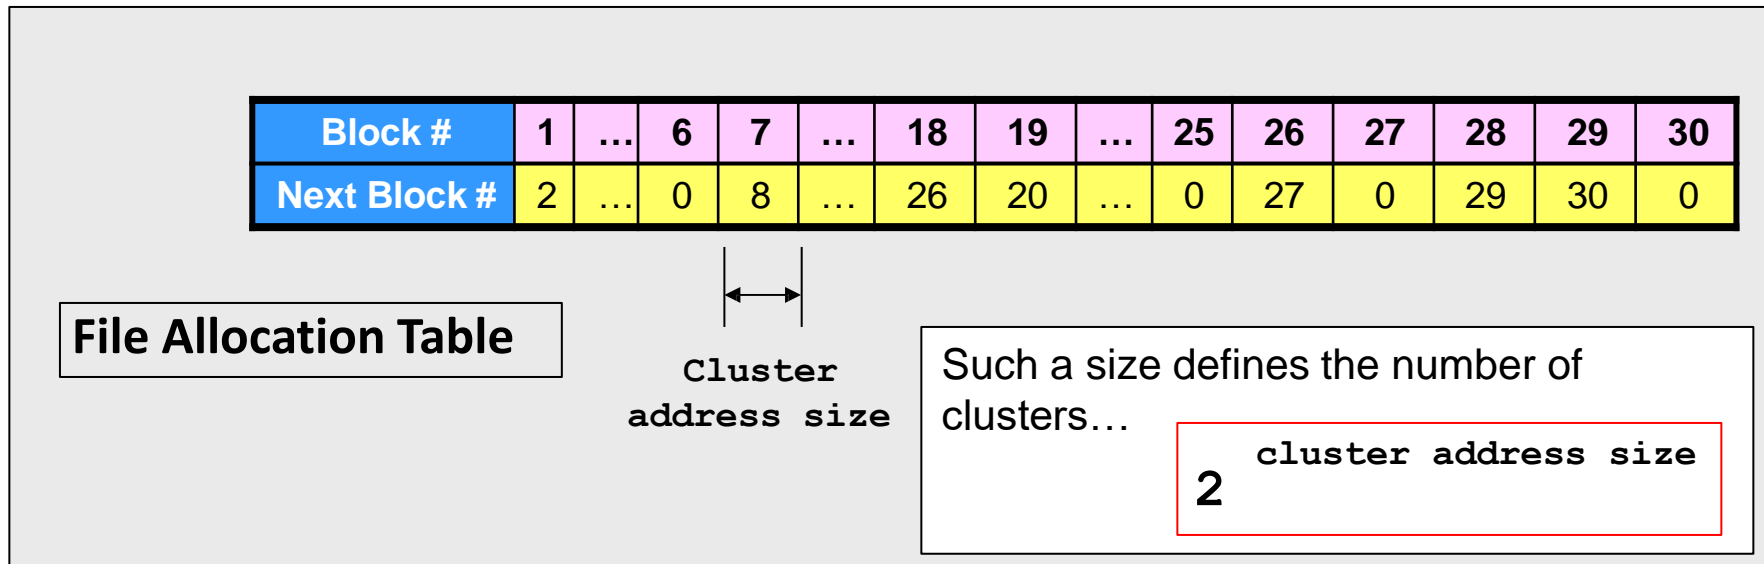 Block # 1 … 6 7 … 18 19 … 25 26 27 28 29 30
Next Block # 2 … 0 8 … 26 20 … 0 27 0 29 30 0
File Allocation Table
Cluster
address size
Such a size defines the number of
clusters…
cluster address size
2